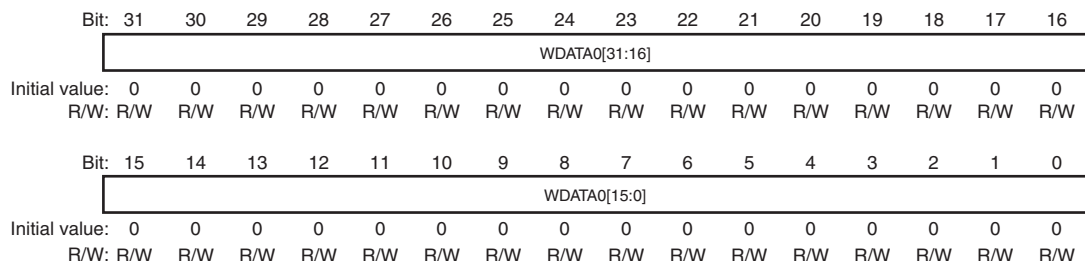 Bit: 31 30 29 28 27 26 25 24 23 22 21 20 19 18 17 16
WDATA0[31:16]
Initial value: 0 0 0 0 0 0 0 0 0 0 0 0 0 0 0 0
R/W: R/W R/W R/W R/W R/W R/W R/W R/W R/W R/W R/W R/W R/W R/W R/W R/W
Bit: 15 14 13 12 11 10 9 8 7 6 5 4 3 2 1 0
WDATA0[15:0]
Initial value: 0 0 0 0 0 0 0 0 0 0 0 0 0 0 0 0
R/W: R/W R/W R/W R/W R/W R/W R/W R/W R/W R/W R/W R/W R/W R/W R/W R/W